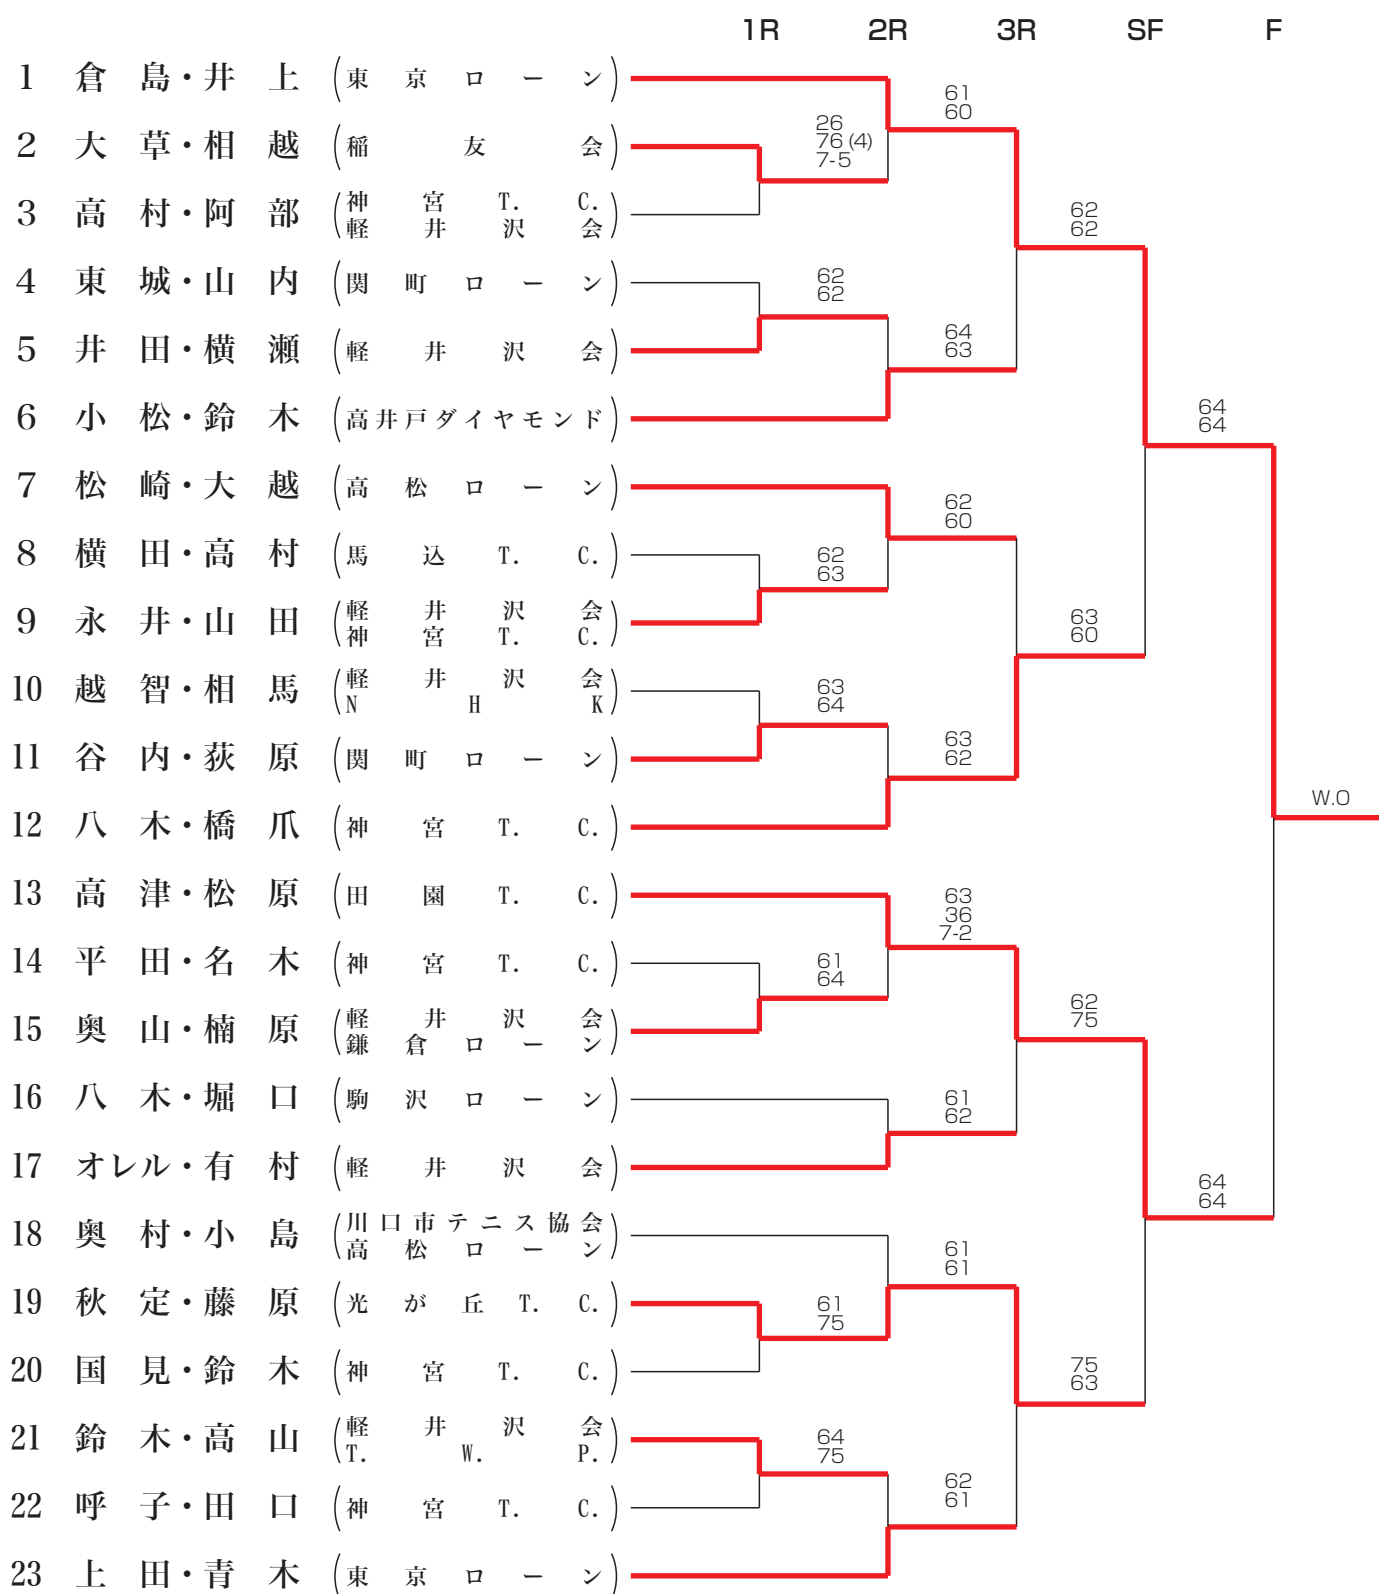 1R 2R 3R SF F
1 倉島・井上 (東京ローン)
61
60
2 大草・相越 (稲友会)
26
76(4)
7-5
3 高村・阿部 (神宮T.C.
軽井沢会)
62
62
4 東城・山内 (関町ローン)
62
62
5 井田・横瀬 (軽井沢会)
64
63
6 小松・鈴木 (高井戸ダイヤモンド)
64
64
7 松崎・大越 (高松ローン)
62
60
8 横田・高村 (馬込T.C.)
62
63
9 永井・山田 (軽井沢会
神宮T.C.)
63
60
10 越智・相馬 (軽井沢会
NHK)
63
64
11 谷内・荻原 (関町ローン)
63
62
12 八木・橋爪 (神宮T.C.)
W.O
13 高津・松原 (田園T.C.)
63
36
7-2
14 平田・名木 (神宮T.C.)
61
64
15 奥山・楠原 (軽井沢会
鎌倉ローン)
62
75
16 八木・堀口 (駒沢ローン)
61
62
17 オレル・有村 (軽井沢会)
64
64
18 奥村・小島 (川口市テニス協会
高松ローン)
61
61
19 秋定・藤原 (光が丘T.C.)
61
75
20 国見・鈴木 (神宮T.C.)
75
63
21 鈴木・高山 (軽井沢会
T.W.P.)
64
75
22 呼子・田口 (神宮T.C.)
62
61
23 上田・青木 (東京ローン)